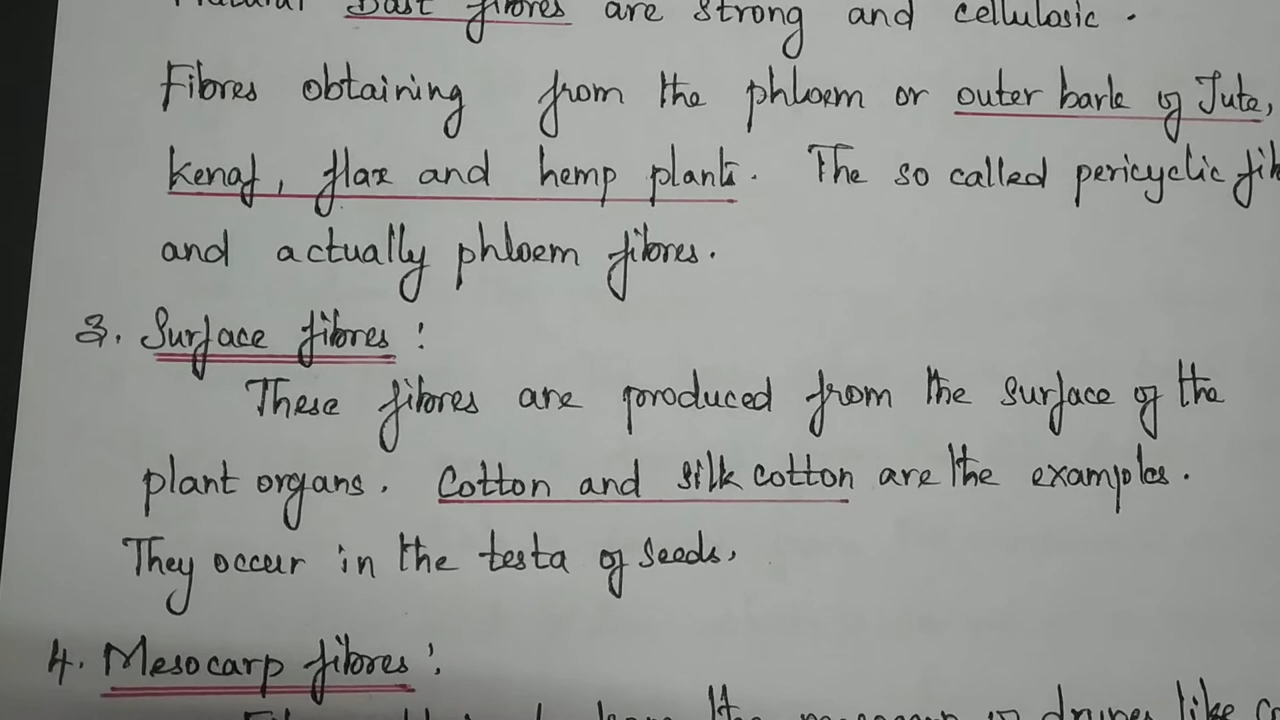 Natural Bast fibres are strong and cellulosic.
Fibres obtaining from the phloem or outer bark of Jute,
kenaf, flax and hemp plants. The so called pericyclic
and actually phloem fibres.
3. Surface fibres:
These fibres are produced from the surface of the
plant organs. Cotton and silk cotton are the examples.
They occur in the testa of seeds.
4. Mesocarp fibres: